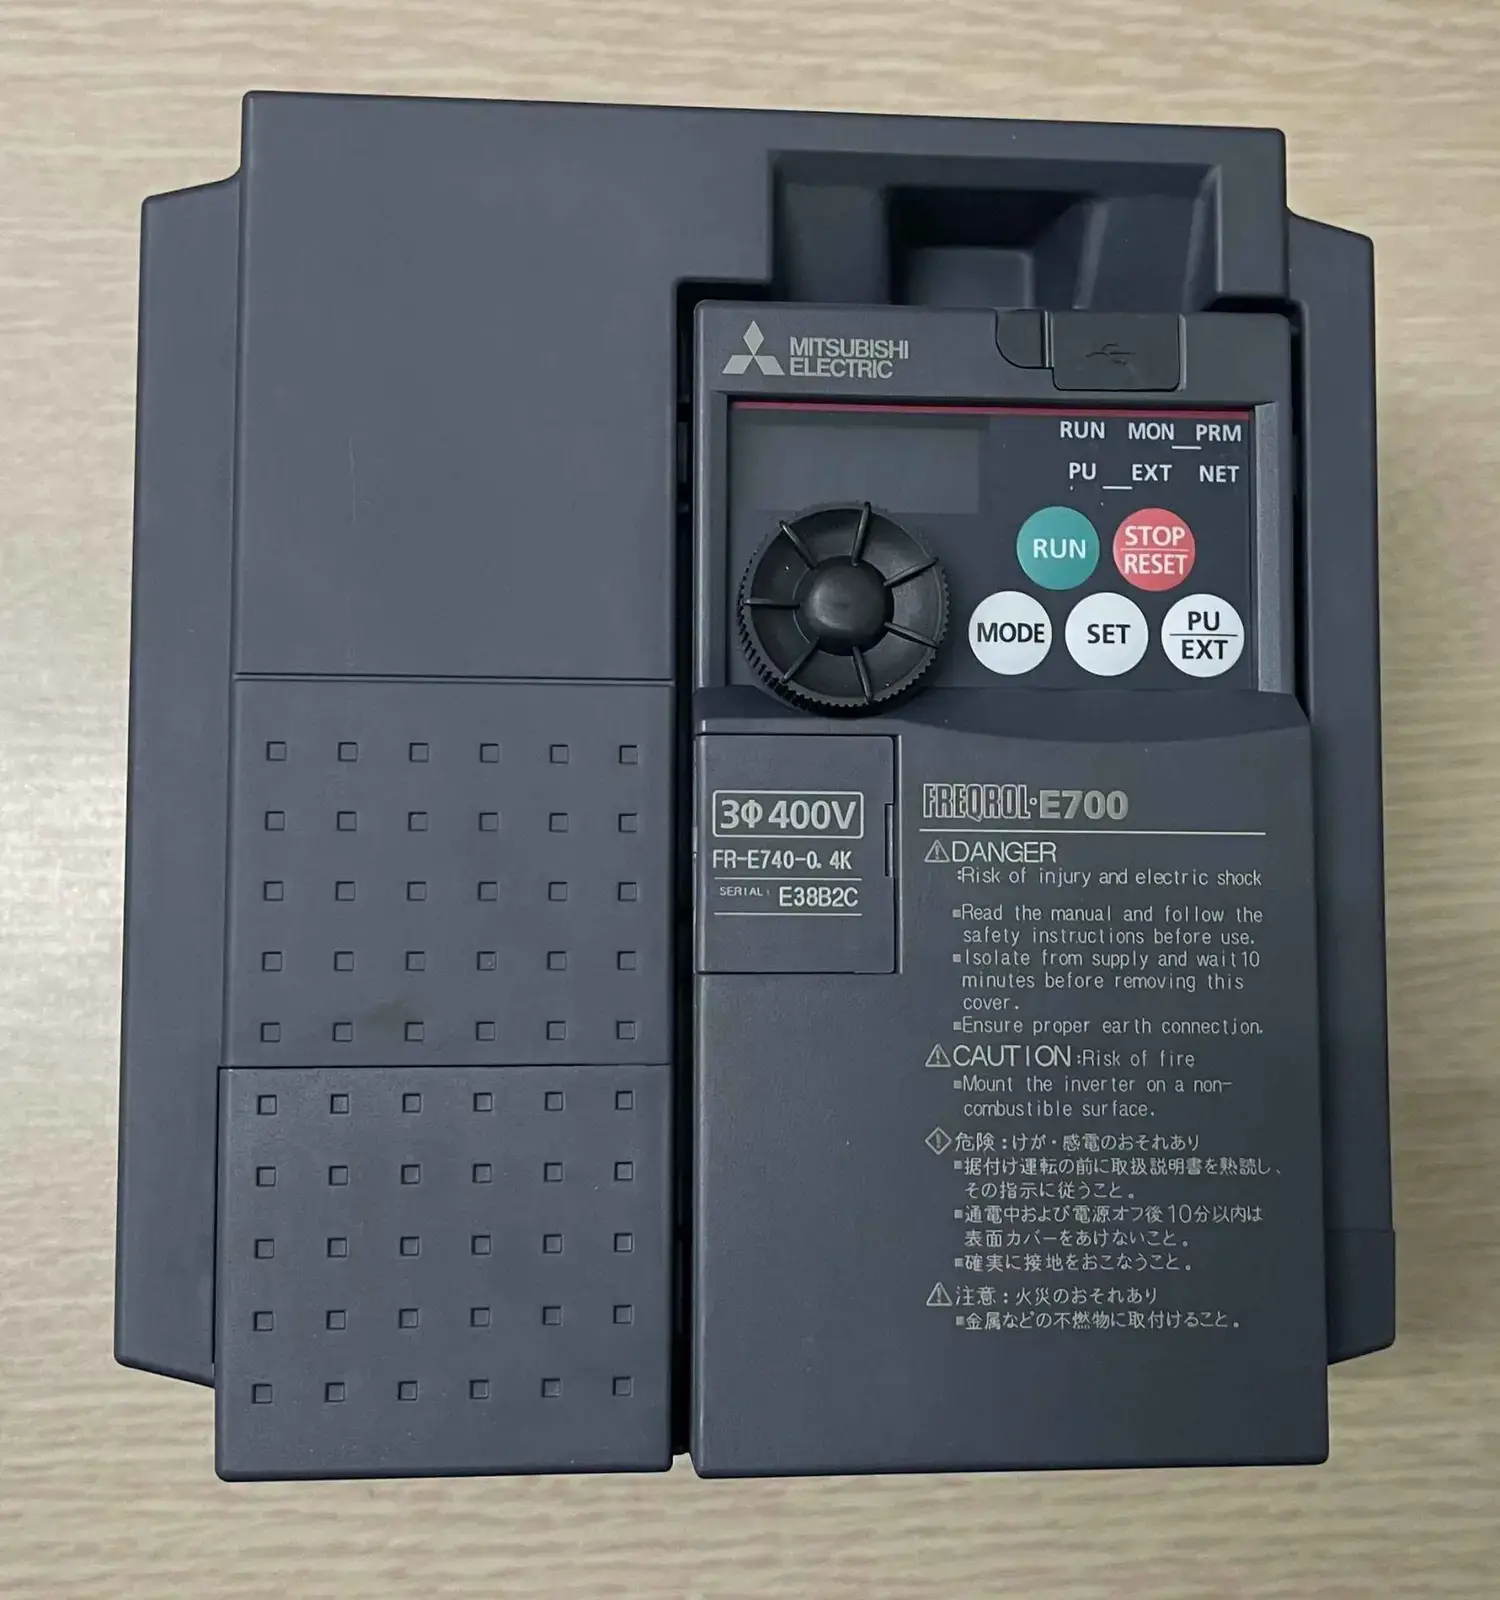 MITSUBISHI
ELECTRIC
RUN MON PRM
PU EXT NET
RUN
STOP
RESET
MODE
SET
PU
EXT
3Φ400V
FR-E740-0.4K
SERIAL: E38B2C
FREQROL-E700
⚠DANGER
:Risk of injury and electric shock
■Read the manual and follow the
safety instructions before use.
■Isolate from supply and wait10
minutes before removing this
cover.
■Ensure proper earth connection.
⚠CAUTION:Risk of fire
■Mount the inverter on a non-
combustible surface.
危険:けが・感電のおそれあり
■据付け運転の前に取扱説明書を熟読し、
その指示に従うこと。
■通電中および電源オフ後10分以内は
表面カバーをあけないこと。
■確実に接地をおこなうこと。
⚠注意:火災のおそれあり
■金属などの不燃物に取付けること。